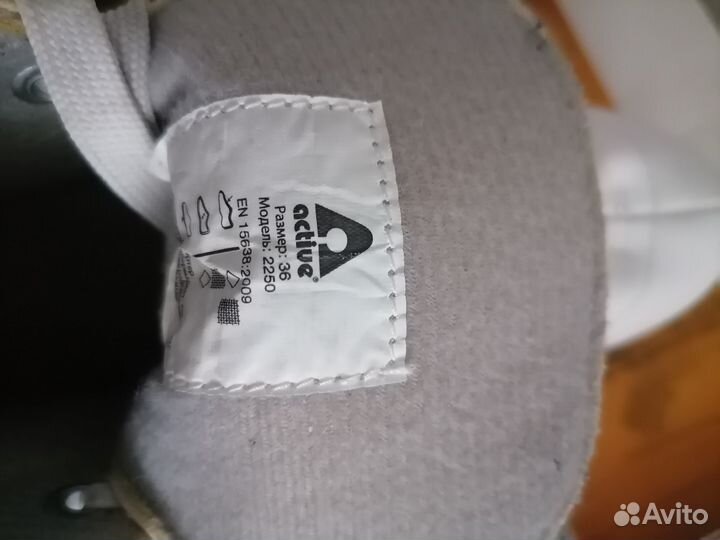 active®
Размер: 36
Модель: 2250
EN 15638:2009
Avito